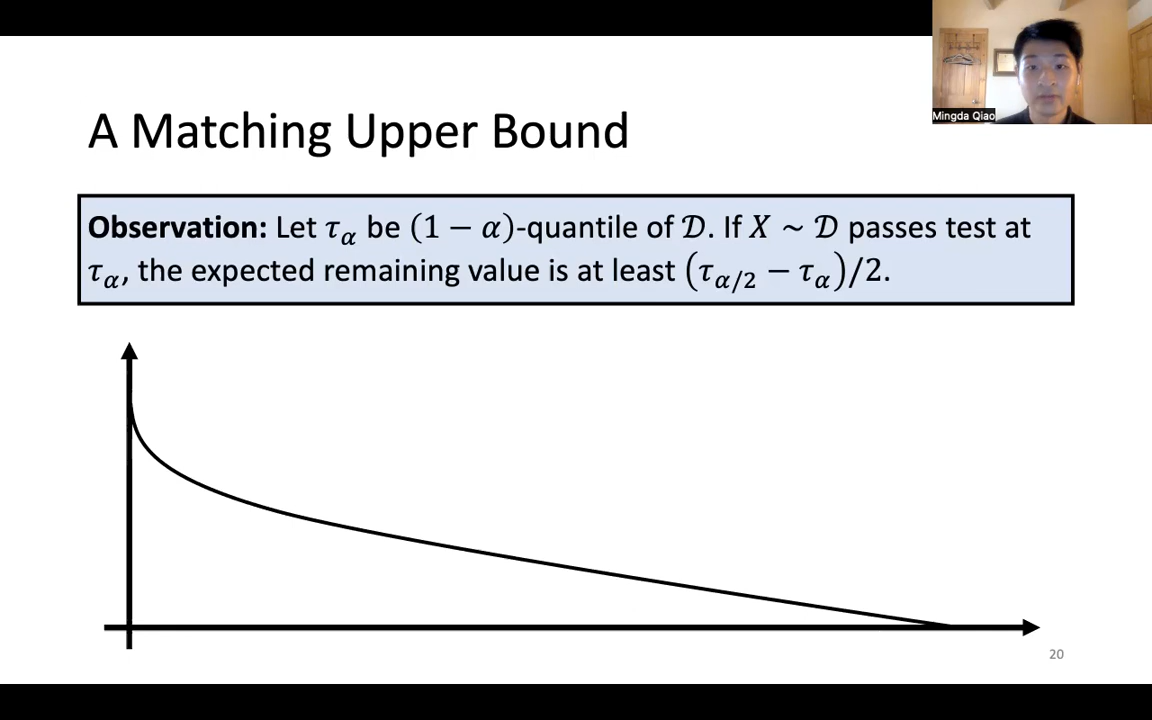 Mingda Qiao
A Matching Upper Bound
Observation: Let τ_α be (1 − α)-quantile of 𝒟. If X ~ 𝒟 passes test at
τ_α, the expected remaining value is at least (τ_{α/2} − τ_α)/2.
20